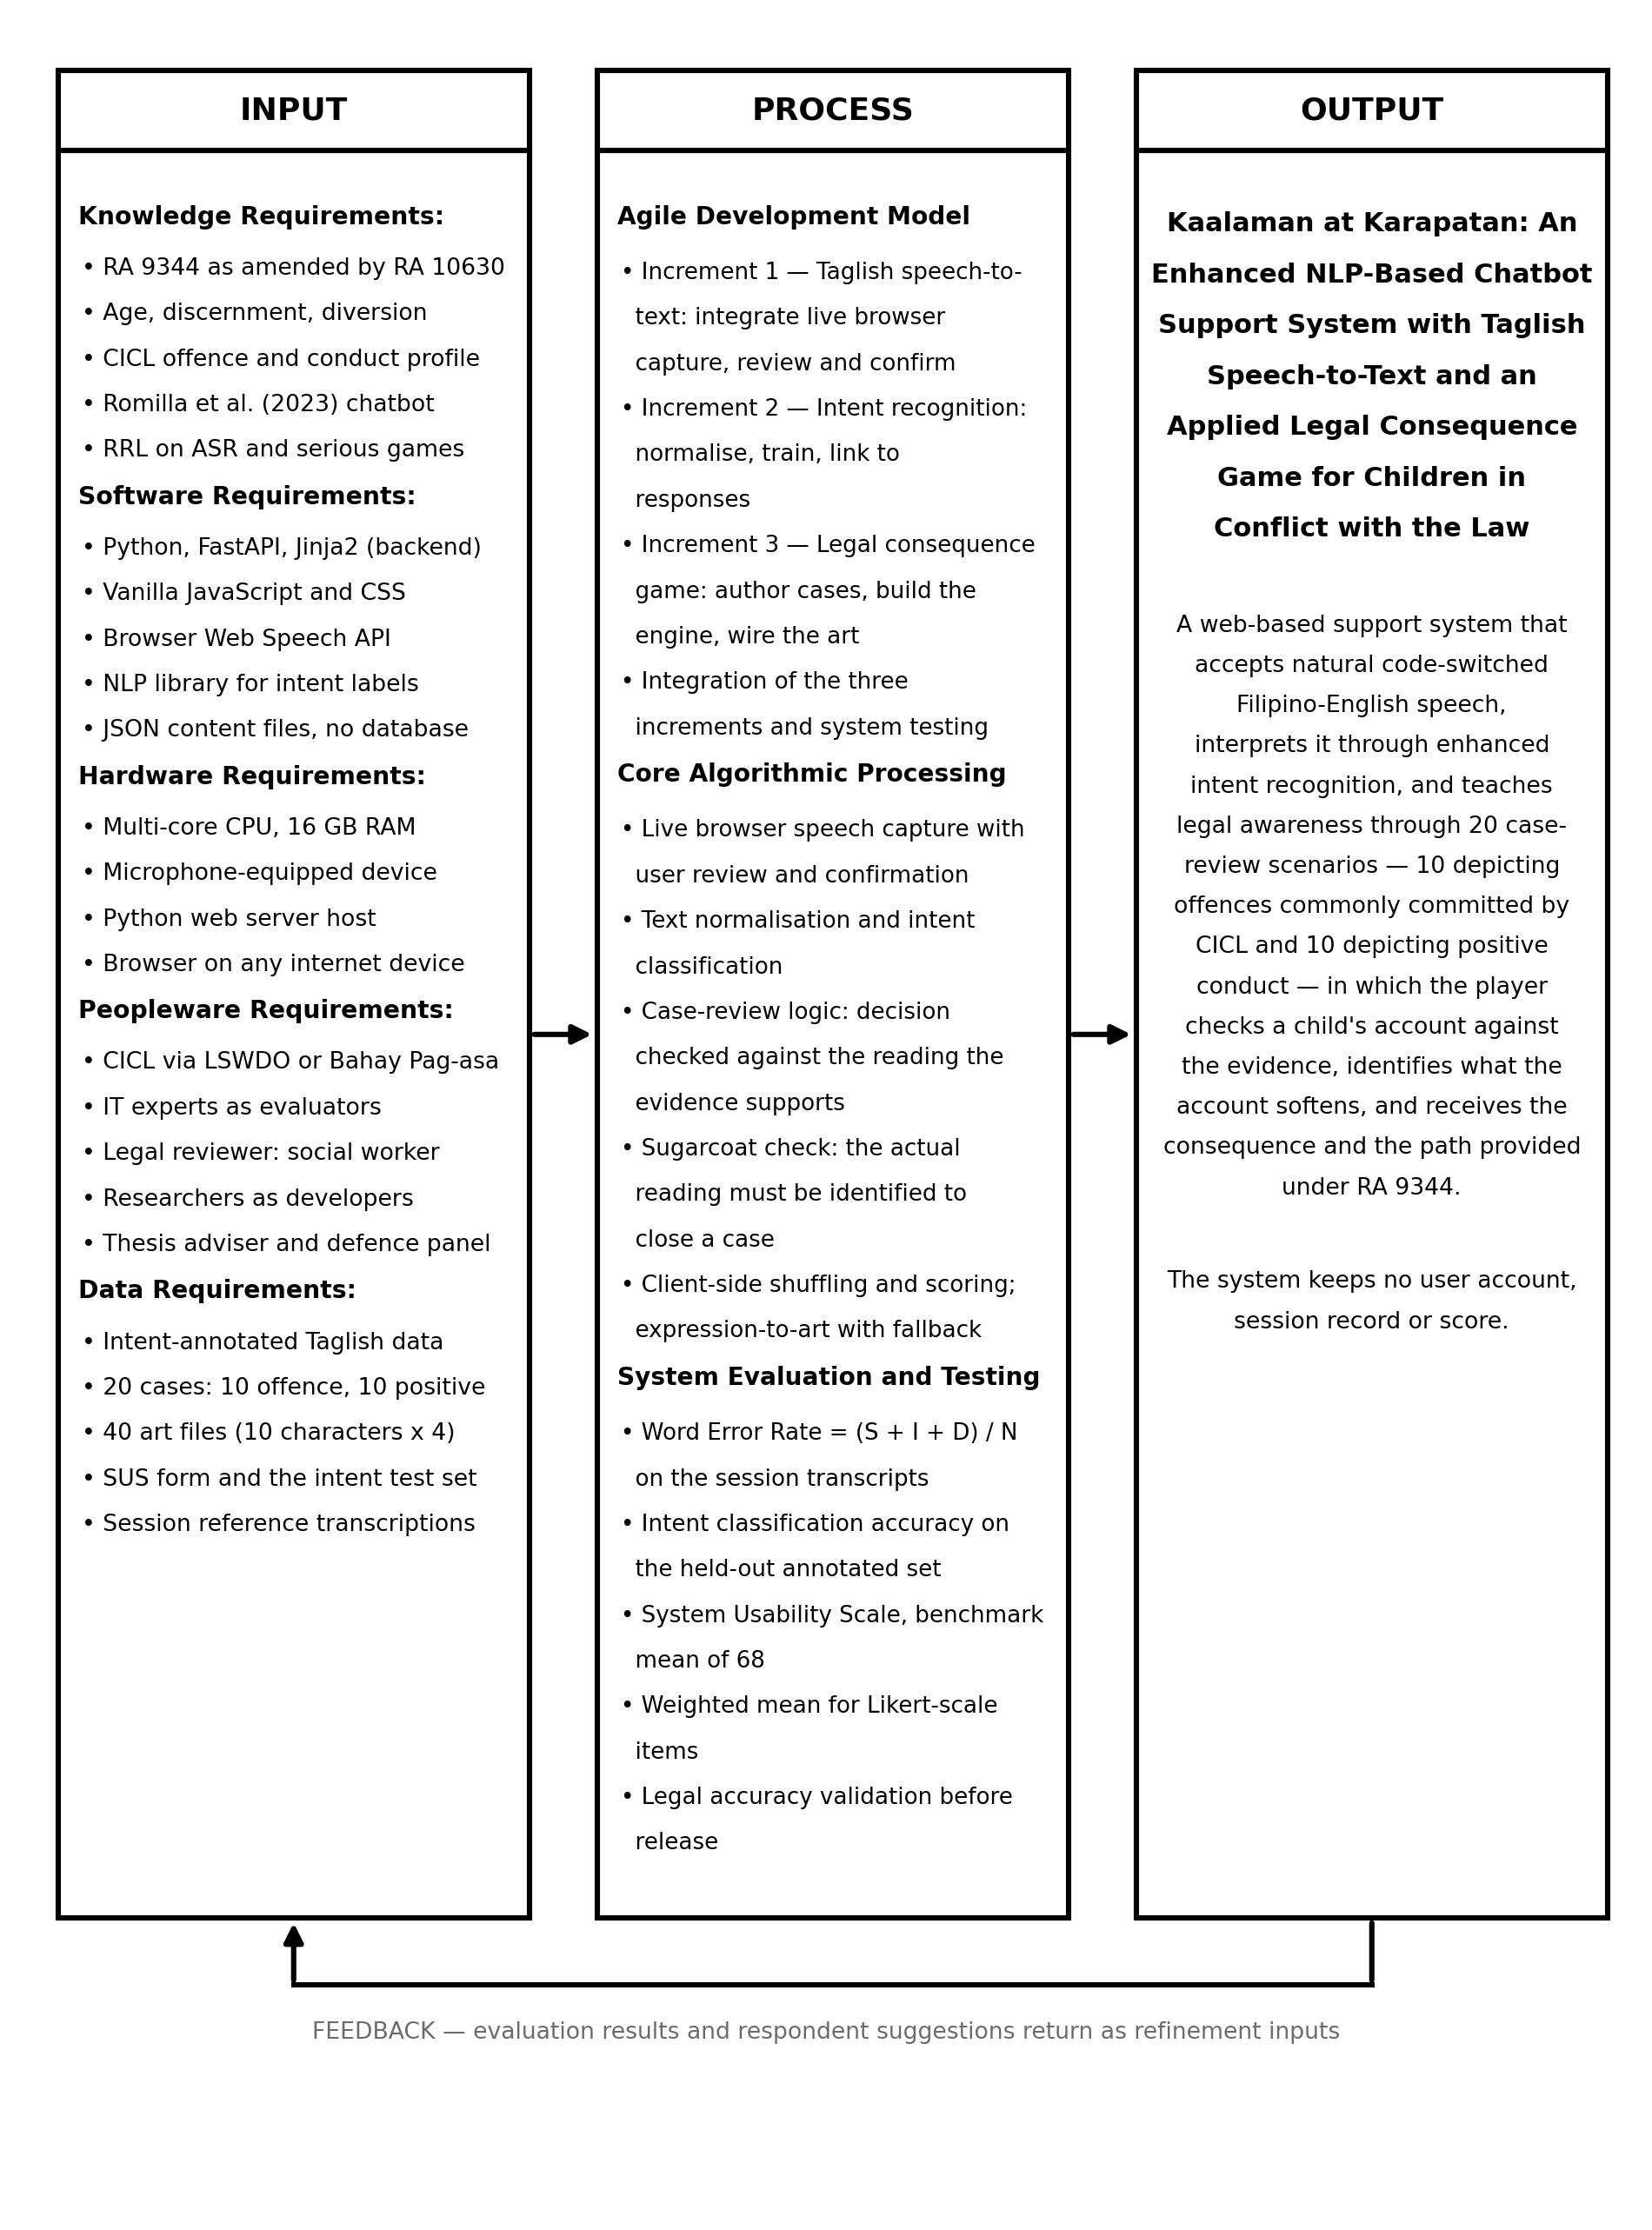 INPUT
Knowledge Requirements:
• RA 9344 as amended by RA 10630
• Age, discernment, diversion
• CICL offence and conduct profile
• Romilla et al. (2023) chatbot
• RRL on ASR and serious games
Software Requirements:
• Python, FastAPI, Jinja2 (backend)
• Vanilla JavaScript and CSS
• Browser Web Speech API
• NLP library for intent labels
• JSON content files, no database
Hardware Requirements:
• Multi-core CPU, 16 GB RAM
• Microphone-equipped device
• Python web server host
• Browser on any internet device
Peopleware Requirements:
• CICL via LSWDO or Bahay Pag-asa
• IT experts as evaluators
• Legal reviewer: social worker
• Researchers as developers
• Thesis adviser and defence panel
Data Requirements:
• Intent-annotated Taglish data
• 20 cases: 10 offence, 10 positive
• 40 art files (10 characters x 4)
• SUS form and the intent test set
• Session reference transcriptions
PROCESS
Agile Development Model
• Increment 1 — Taglish speech-to-
text: integrate live browser
capture, review and confirm
• Increment 2 — Intent recognition:
normalise, train, link to
responses
• Increment 3 — Legal consequence
game: author cases, build the
engine, wire the art
• Integration of the three
increments and system testing
Core Algorithmic Processing
• Live browser speech capture with
user review and confirmation
• Text normalisation and intent
classification
• Case-review logic: decision
checked against the reading the
evidence supports
• Sugarcoat check: the actual
reading must be identified to
close a case
• Client-side shuffling and scoring;
expression-to-art with fallback
System Evaluation and Testing
• Word Error Rate = (S + I + D) / N
on the session transcripts
• Intent classification accuracy on
the held-out annotated set
• System Usability Scale, benchmark
mean of 68
• Weighted mean for Likert-scale
items
• Legal accuracy validation before
release
OUTPUT
Kaalaman at Karapatan: An
Enhanced NLP-Based Chatbot
Support System with Taglish
Speech-to-Text and an
Applied Legal Consequence
Game for Children in
Conflict with the Law
A web-based support system that
accepts natural code-switched
Filipino-English speech,
interprets it through enhanced
intent recognition, and teaches
legal awareness through 20 case-
review scenarios — 10 depicting
offences commonly committed by
CICL and 10 depicting positive
conduct — in which the player
checks a child's account against
the evidence, identifies what the
account softens, and receives the
consequence and the path provided
under RA 9344.
The system keeps no user account,
session record or score.
FEEDBACK — evaluation results and respondent suggestions return as refinement inputs